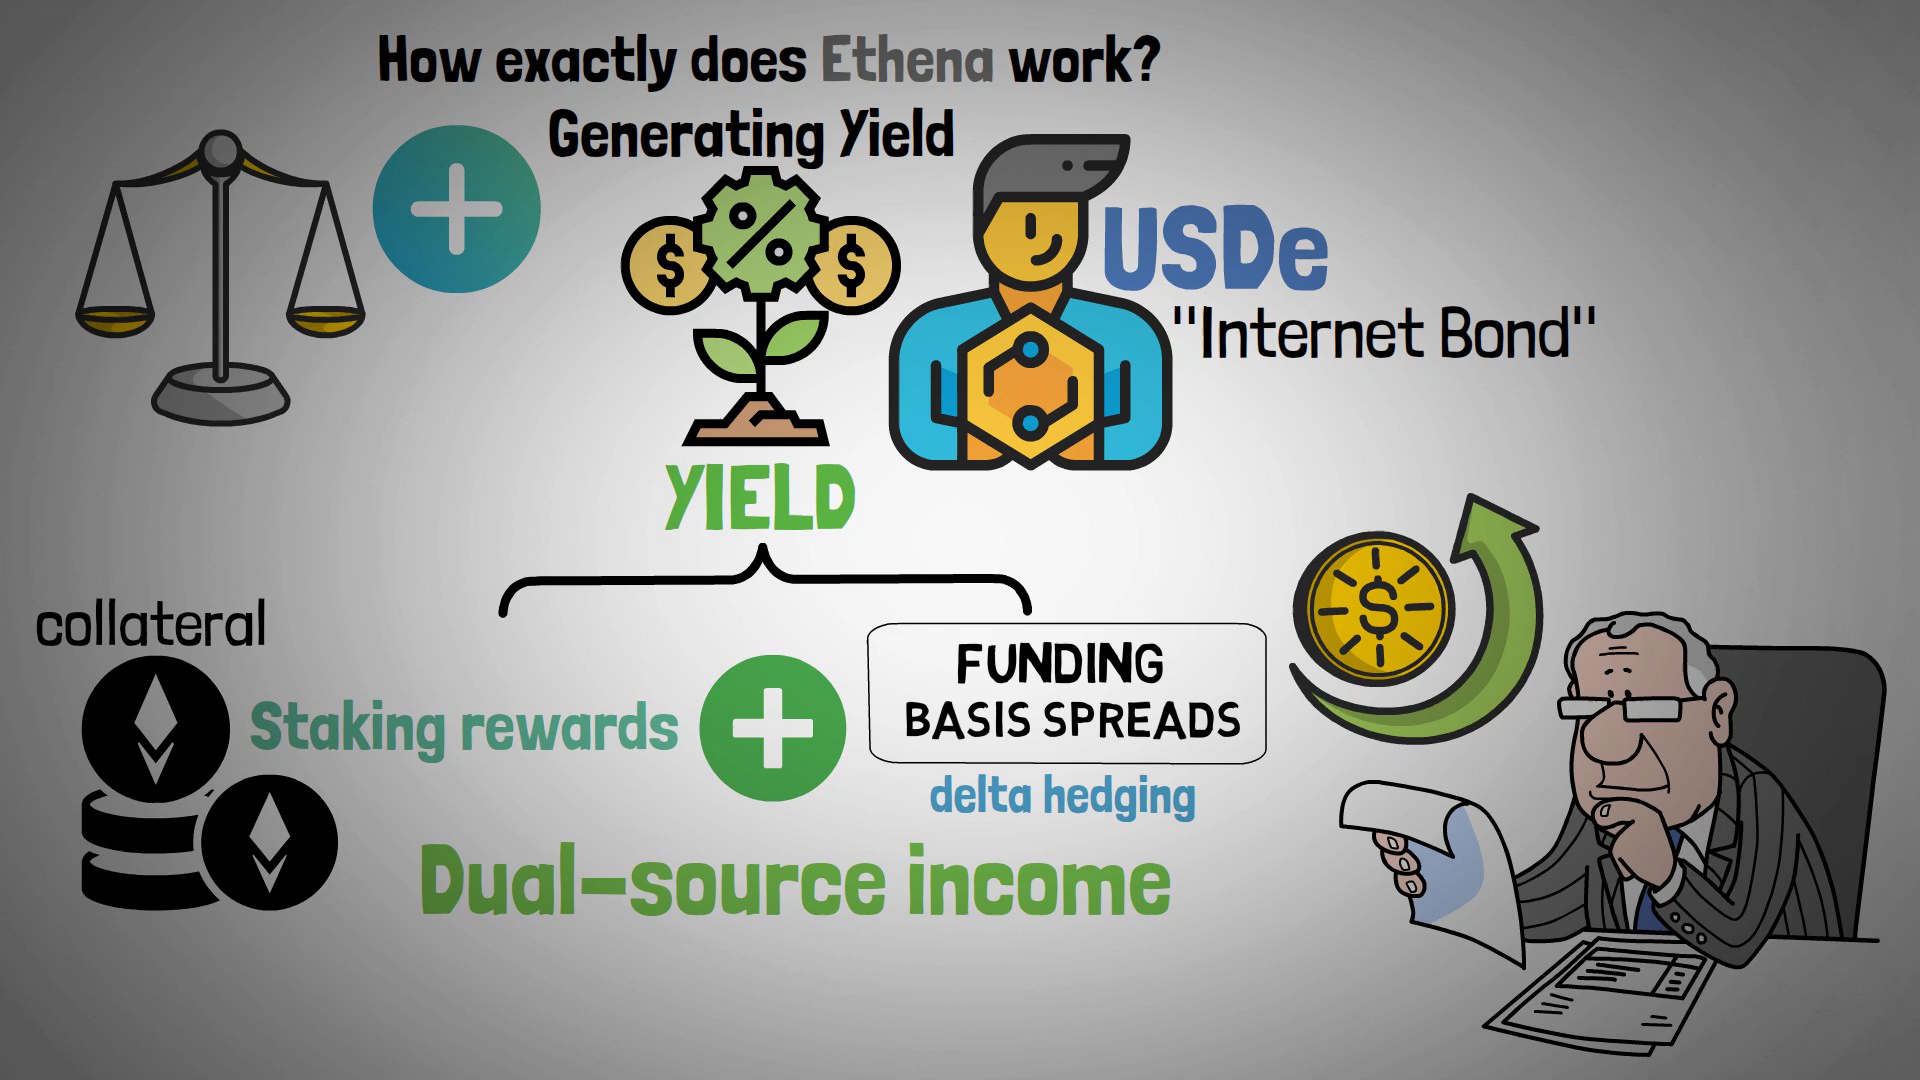 How exactly does Ethena work?
Generating Yield
USDe
"Internet Bond"
YIELD
collateral
Staking rewards
FUNDING
BASIS SPREADS
delta hedging
Dual-source income